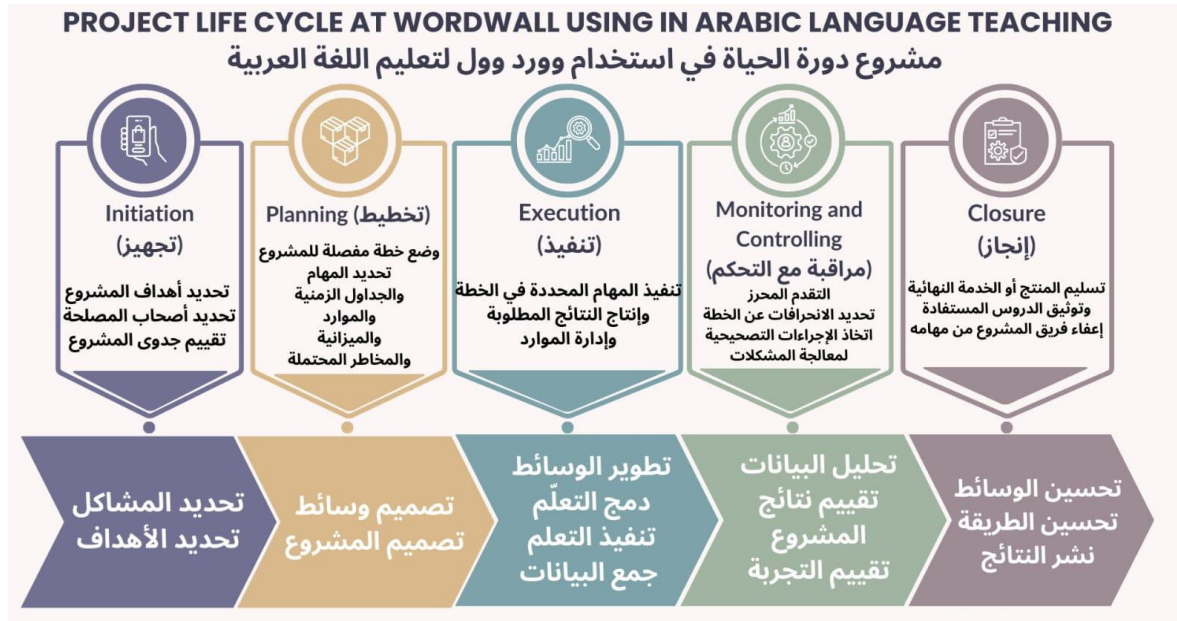 PROJECT LIFE CYCLE AT WORDWALL USING IN ARABIC LANGUAGE TEACHING
مشروع دورة الحياة في استخدام وورد وول لتعليم اللغة العربية
Initiation
(تجهيز)
تحديد أهداف المشروع
تحديد أصحاب المصلحة
تقييم جدوى المشروع
Planning (تخطيط)
وضع خطة مفصلة للمشروع
تحديد المهام
والجداول الزمنية
والموارد
والميزانية
والمخاطر المحتملة
Execution
(تنفيذ)
تنفيذ المهام المحددة في الخطة
وإنتاج النتائج المطلوبة
وإدارة الموارد
Monitoring and
Controlling
(مراقبة مع التحكم)
التقدم المحرز
تحديد الانحرافات عن الخطة
اتخاذ الإجراءات التصحيحية
لمعالجة المشكلات
Closure
(إنجاز)
تسليم المنتج أو الخدمة النهائية
وتوثيق الدروس المستفادة
إعفاء فريق المشروع من مهامه
تحديد المشاكل
تحديد الأهداف
تصميم وسائط
تصميم المشروع
تطوير الوسائط
دمج التعلّم
تنفيذ التعلم
جمع البيانات
تحليل البيانات
تقييم نتائج
المشروع
تقييم التجربة
تحسين الوسائط
تحسين الطريقة
نشر النتائج